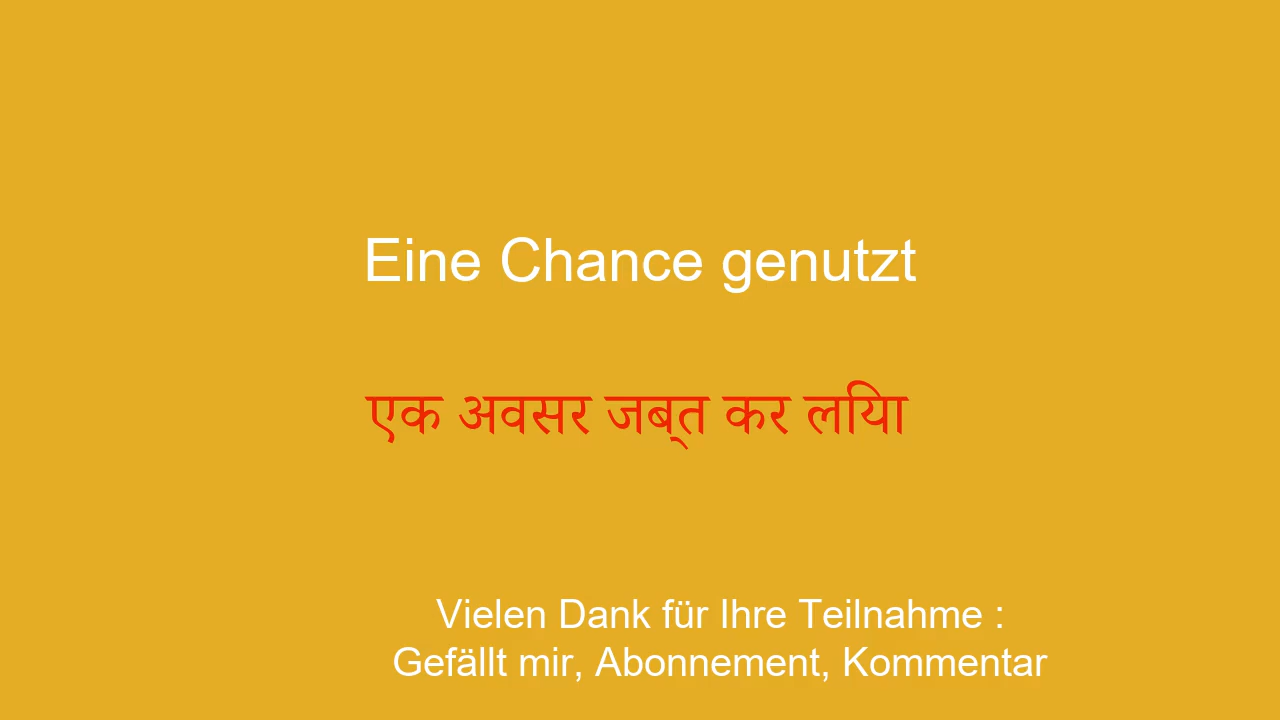 Eine Chance genutzt
एक अवसर जब्त कर लिया
Vielen Dank für Ihre Teilnahme :
Gefällt mir, Abonnement, Kommentar